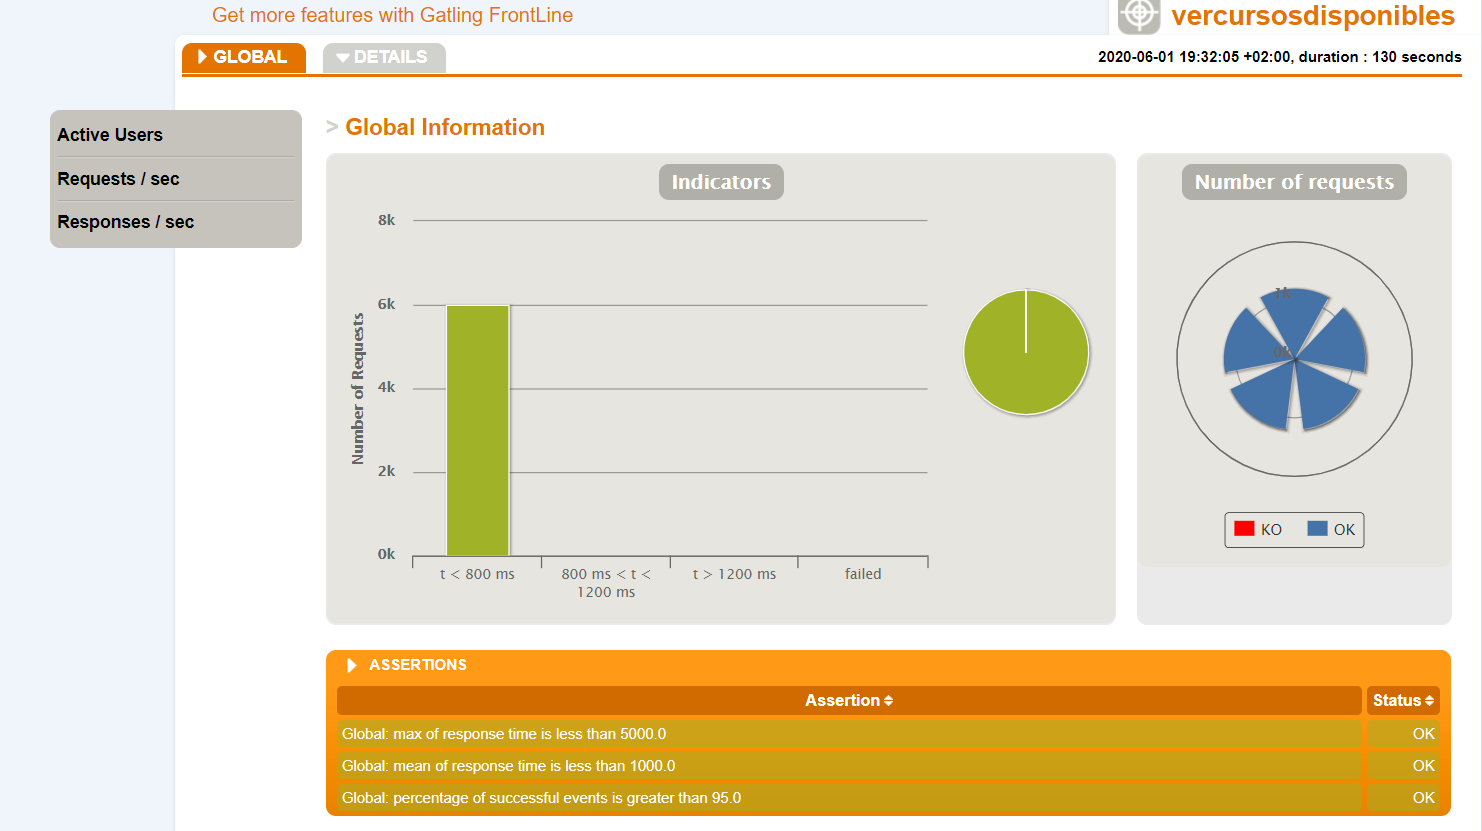 Get more features with Gatling FrontLine
vercursosdisponibles
GLOBAL
DETAILS
2020-06-01 19:32:05 +02:00, duration : 130 seconds
Active Users
Requests / sec
Responses / sec
> Global Information
Indicators
Number of Requests
8k
6k
4k
2k
0k
t < 800 ms
800 ms < t <
1200 ms
t > 1200 ms
failed
Number of requests
1k
0k
KO
OK
ASSERTIONS
Assertion
Status
Global: max of response time is less than 5000.0
OK
Global: mean of response time is less than 1000.0
OK
Global: percentage of successful events is greater than 95.0
OK